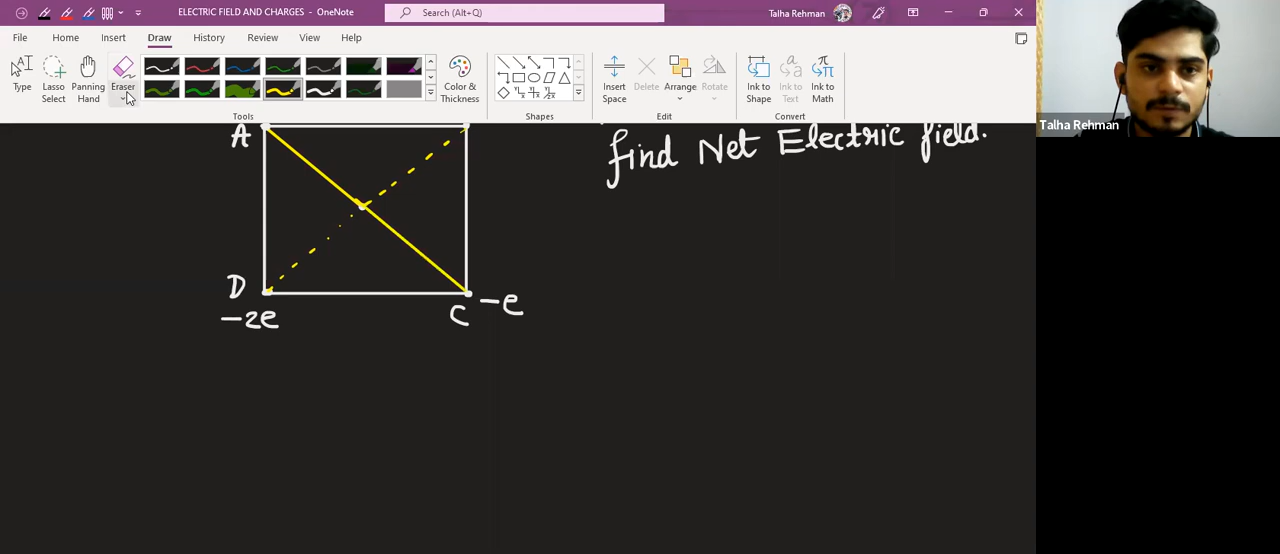 ELECTRIC FIELD AND CHARGES - OneNote
Search (Alt+Q)
Talha Rehman
File Home Insert Draw History Review View Help
Type
Lasso Select
Panning Hand
Eraser
Color & Thickness
Insert Space
Delete
Arrange
Rotate
Ink to Shape
Ink to Text
Ink to Math
Tools
Shapes
Edit
Convert
Talha Rehman
A
find Net Electric field.
D
-2e
C -e